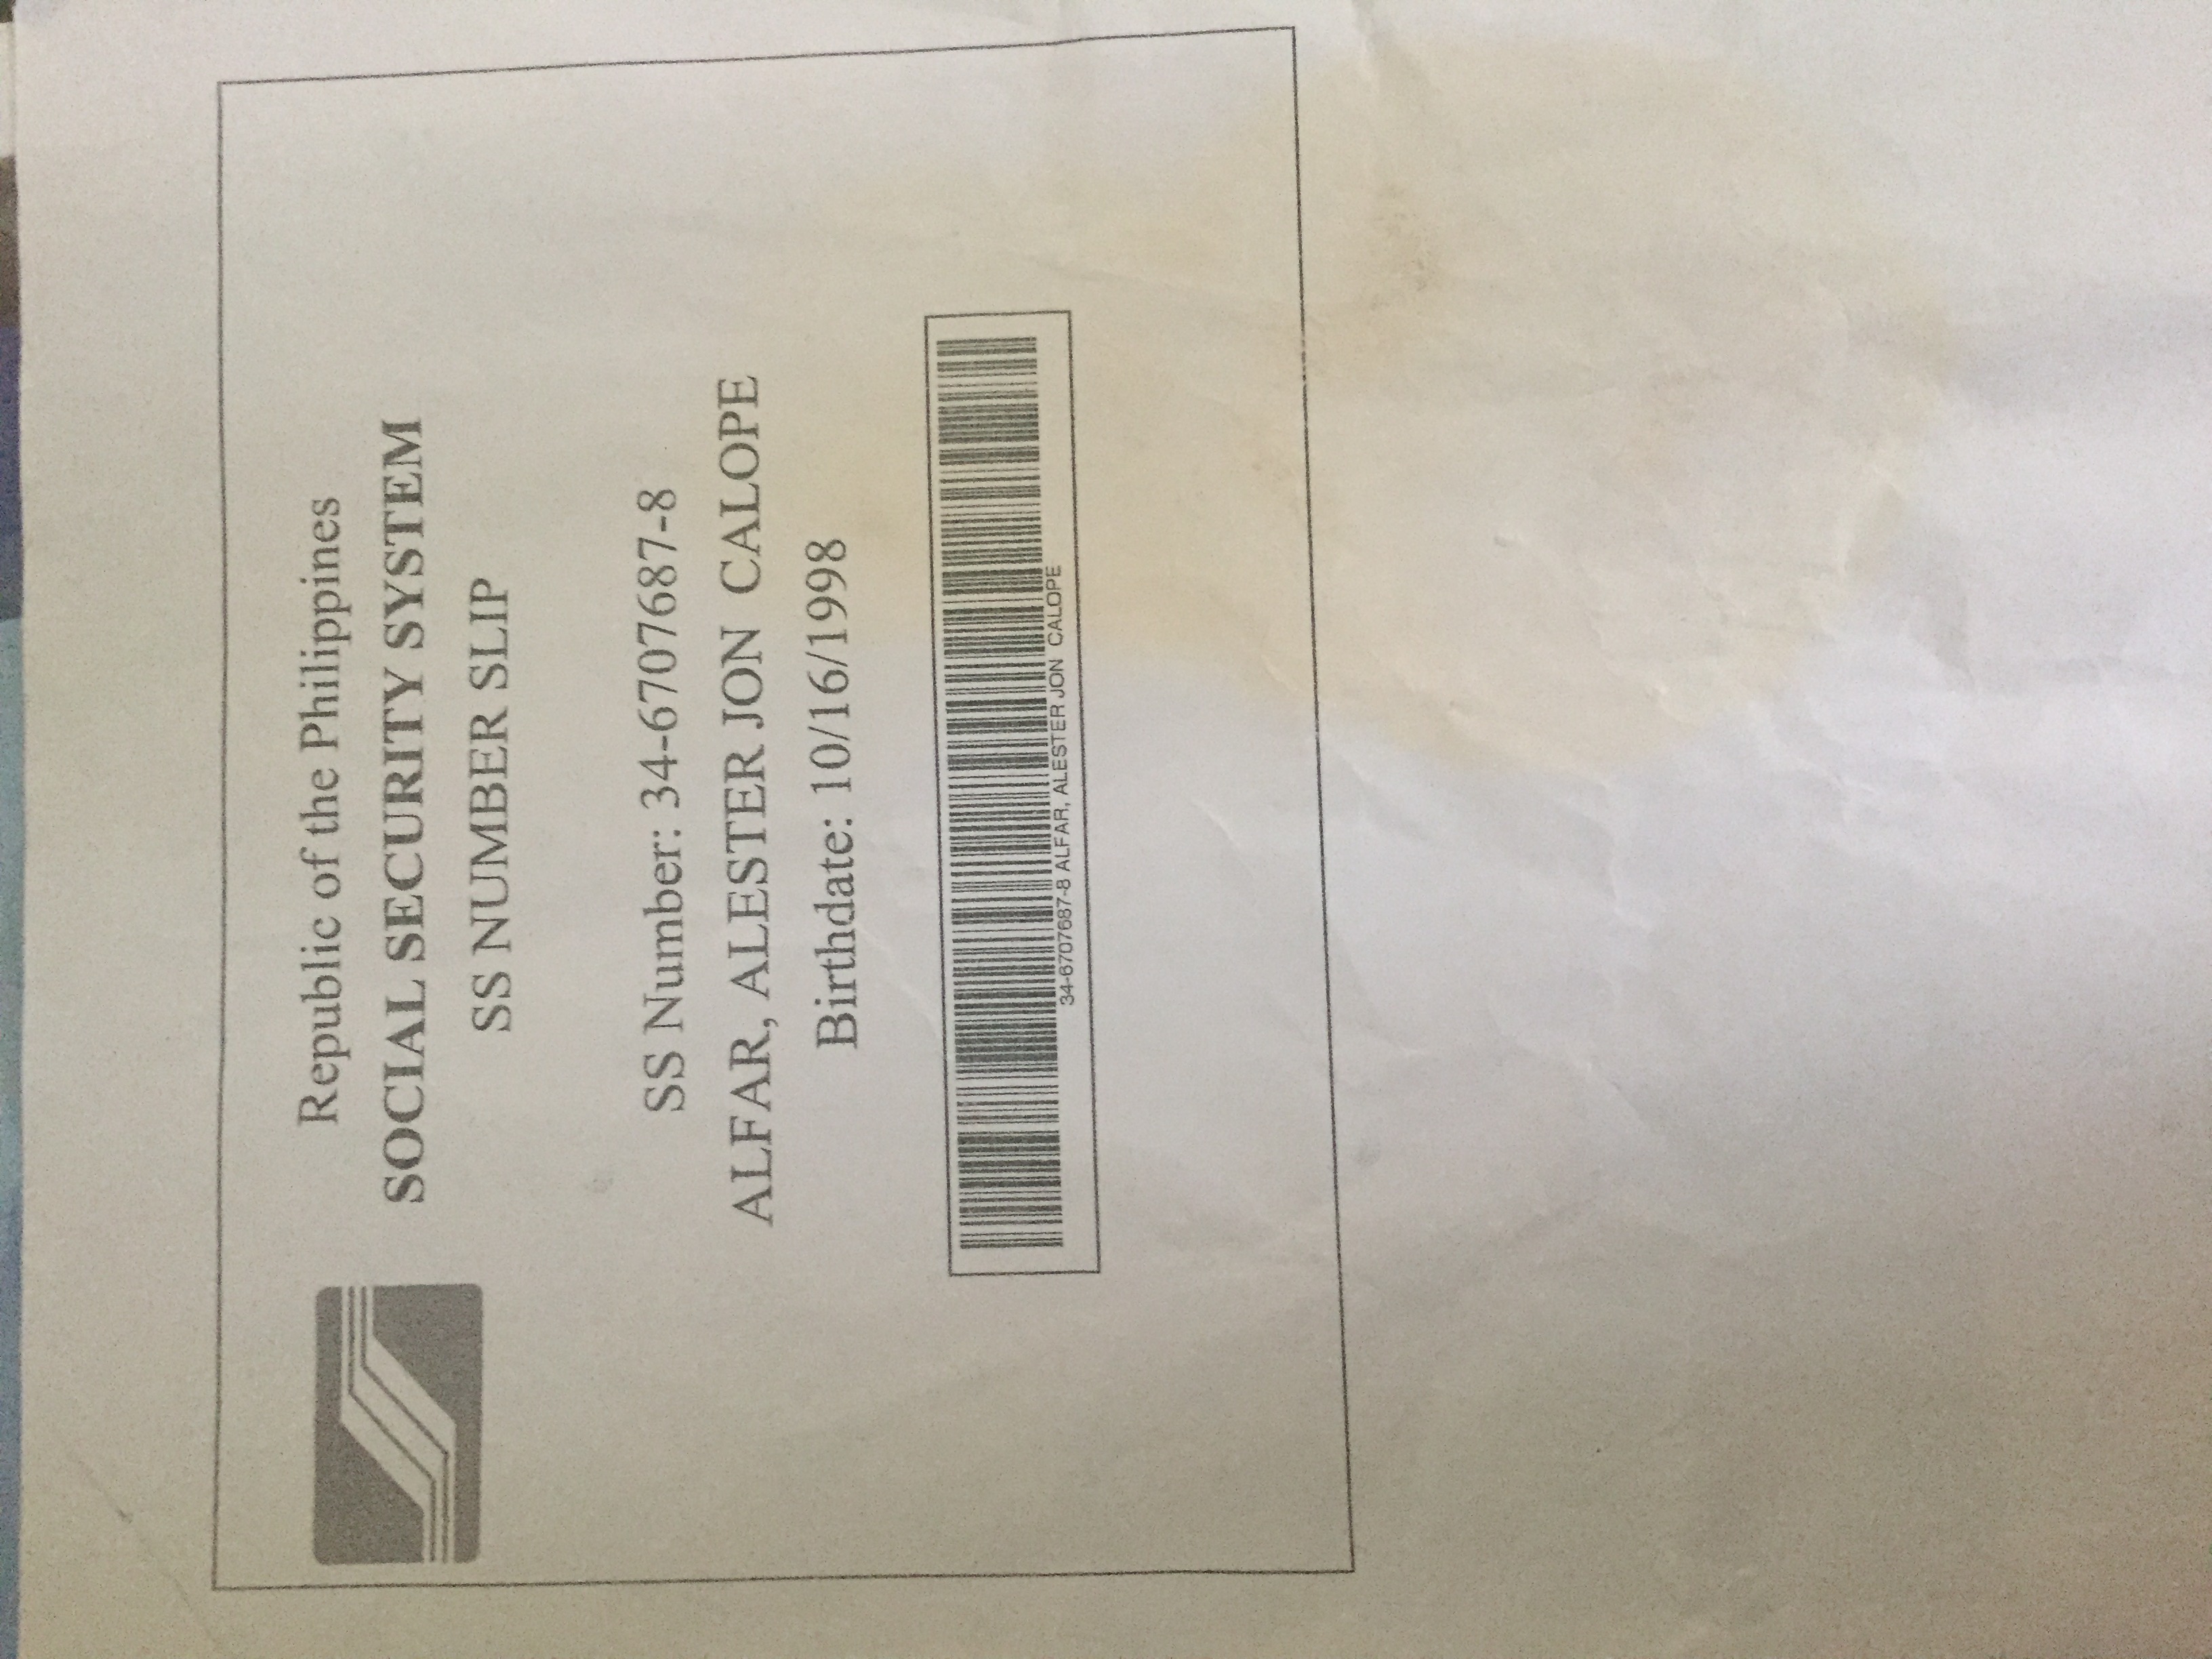 Republic of the Philippines
SOCIAL SECURITY SYSTEM
SS NUMBER SLIP
SS Number: 34-6707687-8
ALFAR, ALESTER JON CALOPE
Birthdate: 10/16/1998
34-6707687-8 ALFAR, ALESTER JON CALOPE